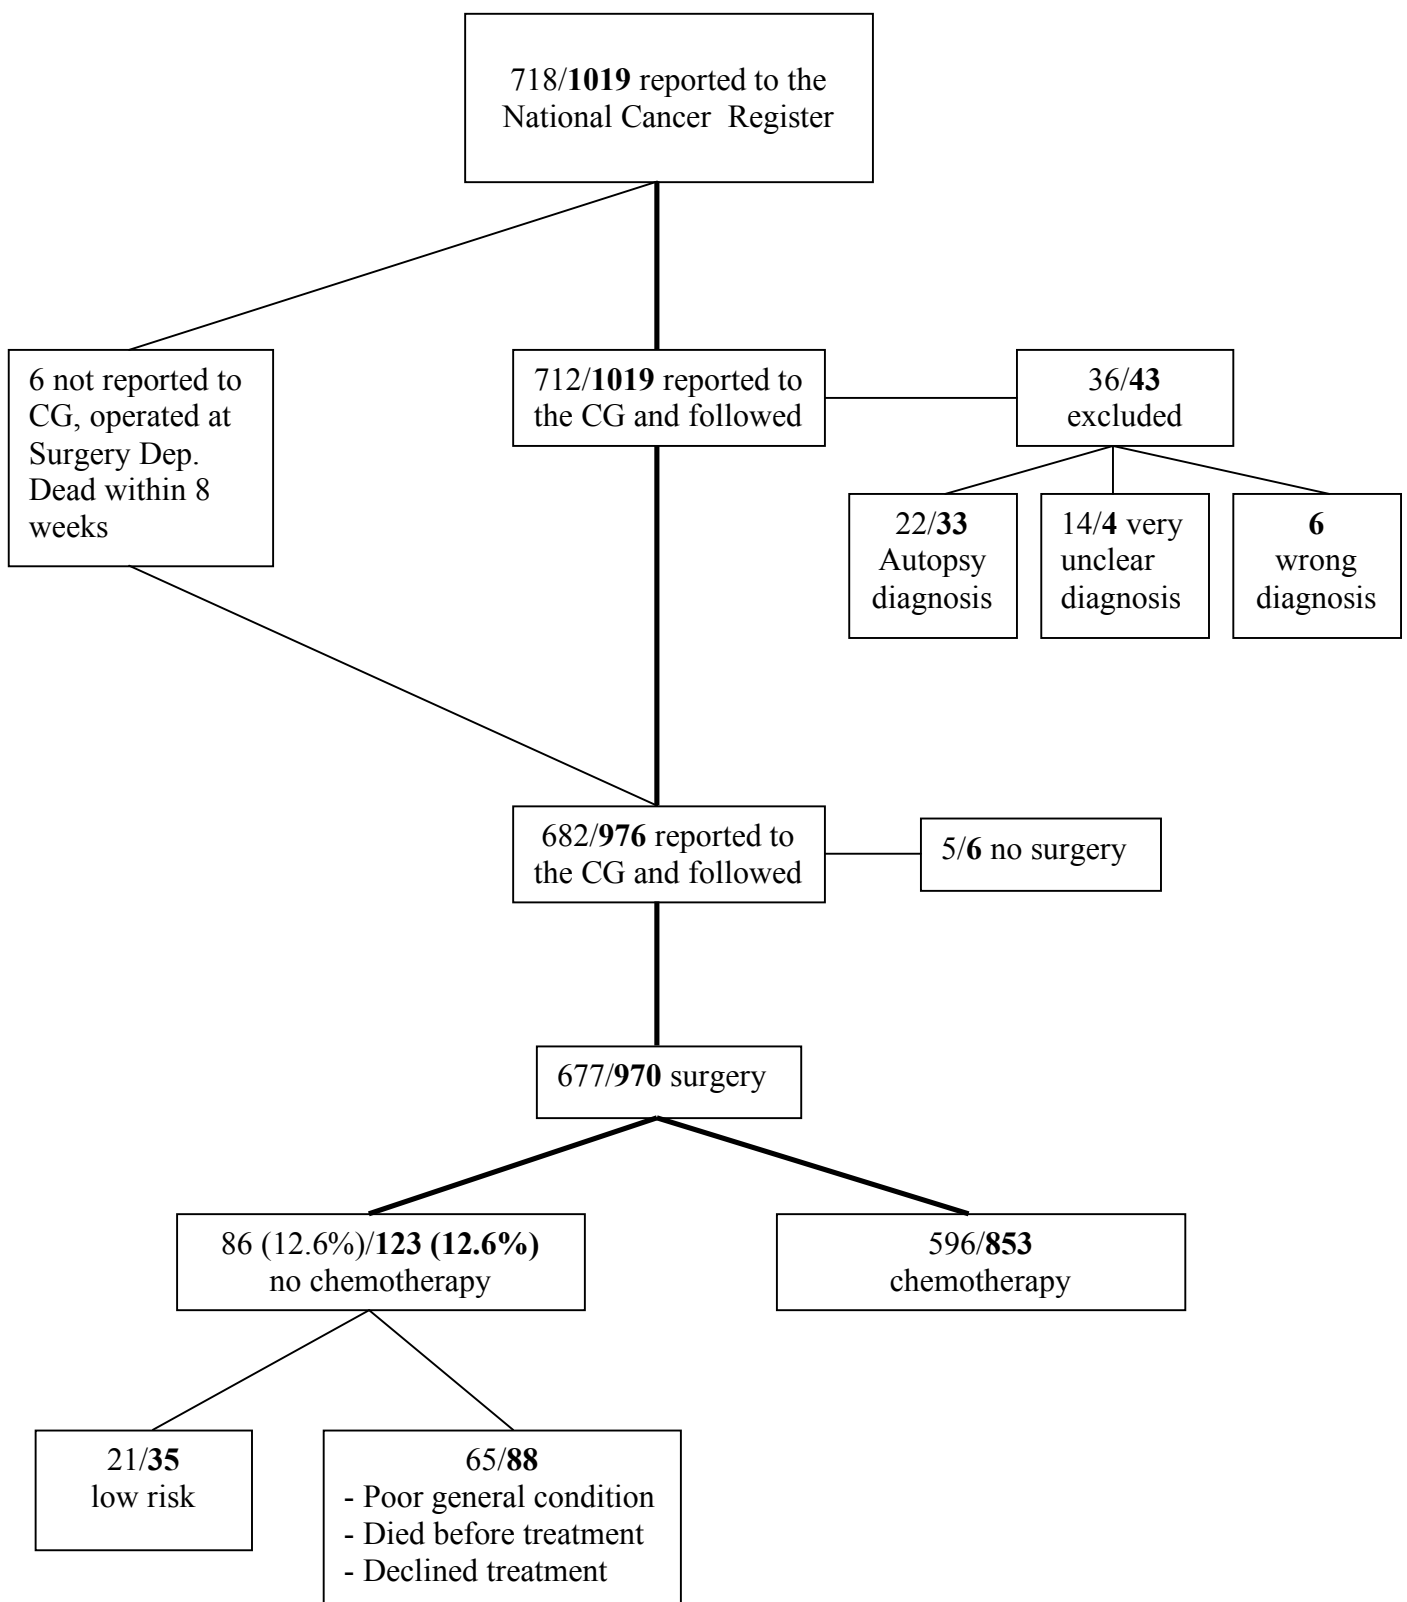 718/1019 reported to the
National Cancer Register
6 not reported to
CG, operated at
Surgery Dep.
Dead within 8
weeks
712/1019 reported to
the CG and followed
36/43
excluded
22/33
Autopsy
diagnosis
14/4 very
unclear
diagnosis
6
wrong
diagnosis
682/976 reported to
the CG and followed
5/6 no surgery
677/970 surgery
86 (12.6%)/123 (12.6%)
no chemotherapy
596/853
chemotherapy
21/35
low risk
65/88
- Poor general condition
- Died before treatment
- Declined treatment